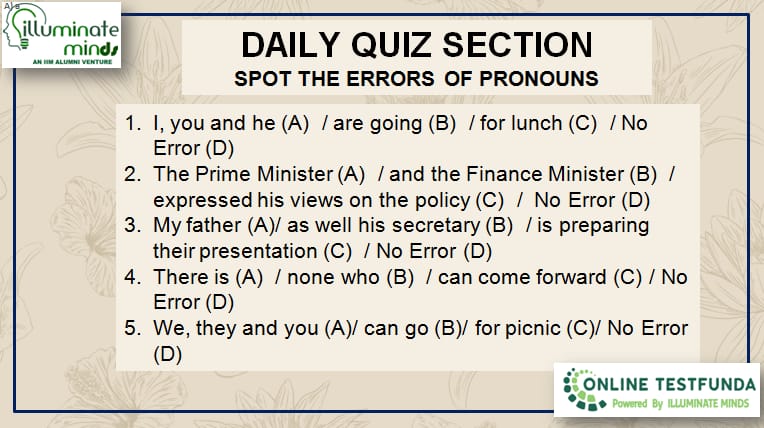 A) a
illuminate
minds
AN IIM ALUMNI VENTURE
DAILY QUIZ SECTION
SPOT THE ERRORS OF PRONOUNS
1. I, you and he (A) / are going (B) / for lunch (C) / No
Error (D)
2. The Prime Minister (A) / and the Finance Minister (B) /
expressed his views on the policy (C) / No Error (D)
3. My father (A)/ as well his secretary (B) / is preparing
their presentation (C) / No Error (D)
4. There is (A) / none who (B) / can come forward (C) / No
Error (D)
5. We, they and you (A)/ can go (B)/ for picnic (C)/ No Error
(D)
ONLINE TESTFUNDA
Powered By ILLUMINATE MINDS